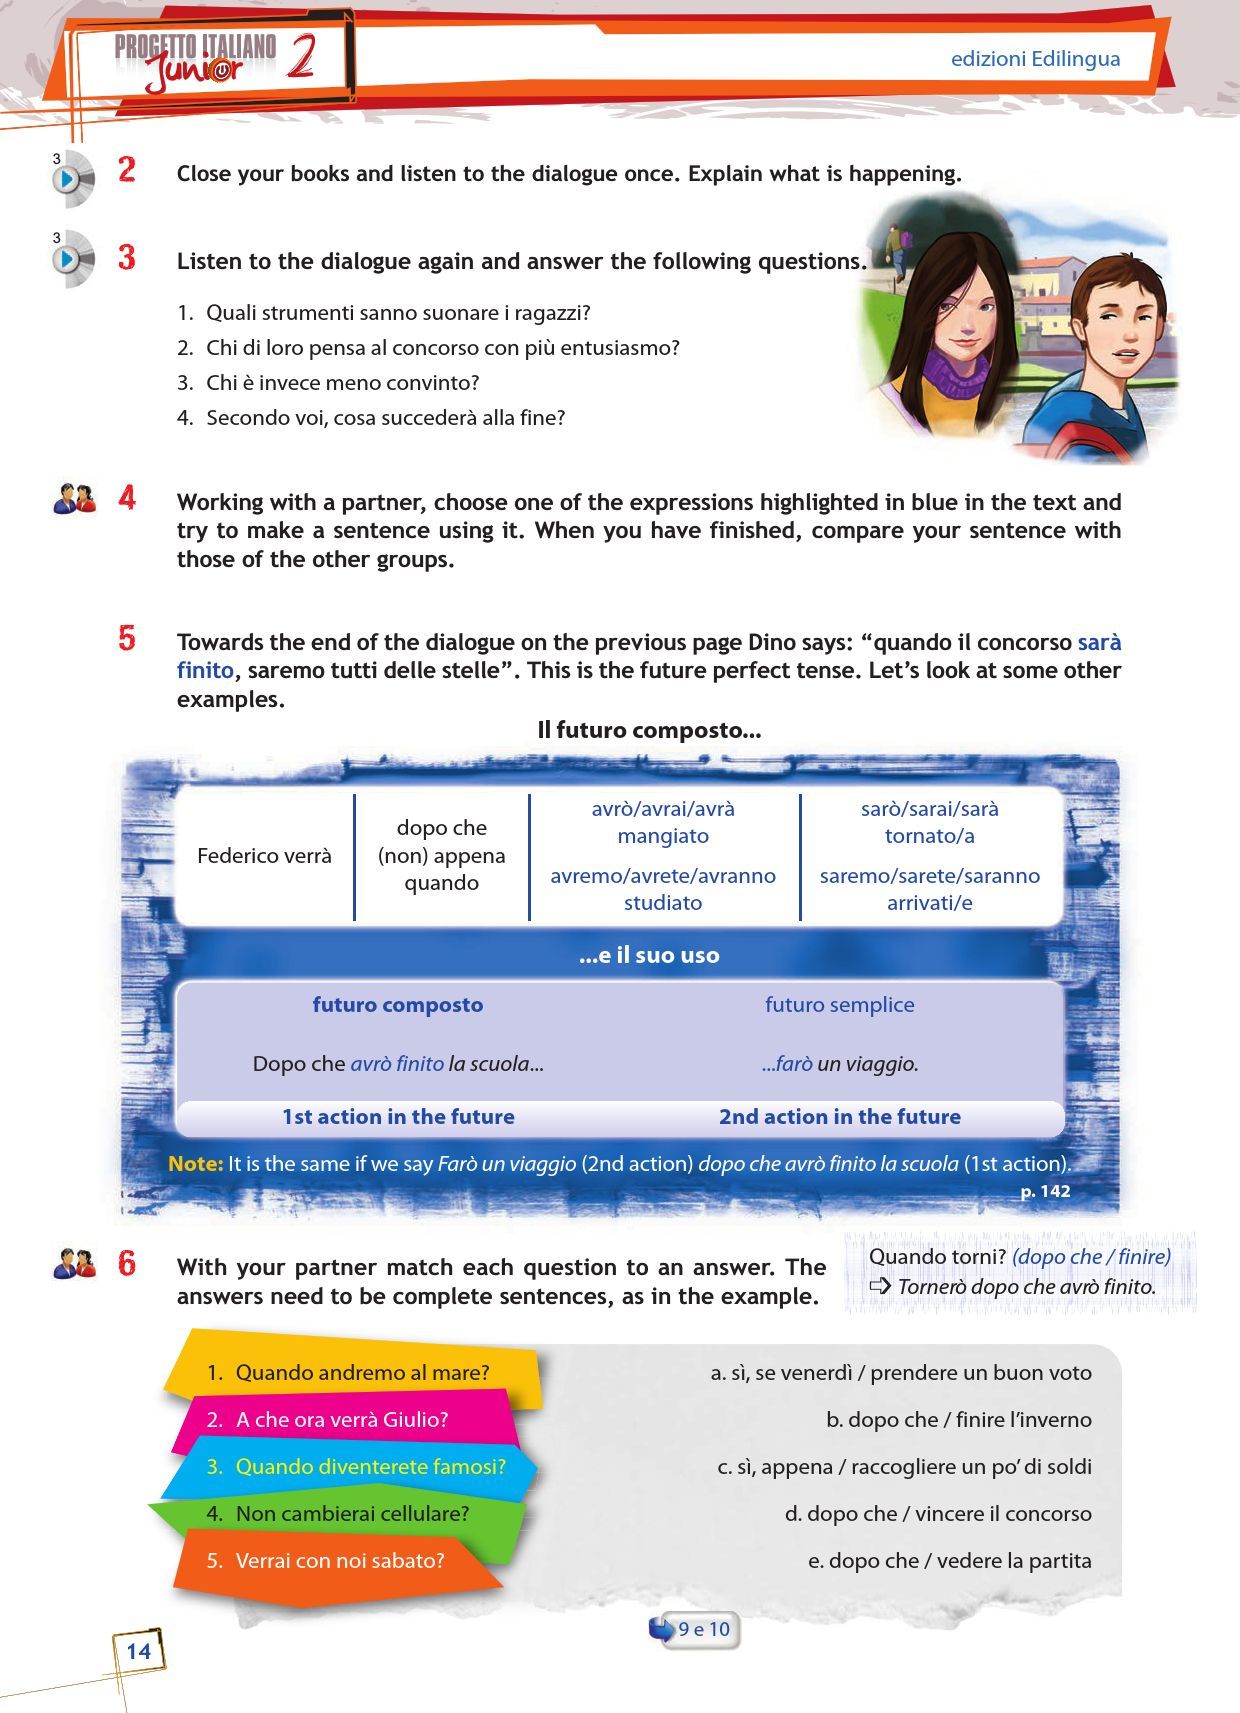 PROGETTO ITALIANO
Junior 2
edizioni Edilingua
3
2 Close your books and listen to the dialogue once. Explain what is happening.
3
3 Listen to the dialogue again and answer the following questions.
1. Quali strumenti sanno suonare i ragazzi?
2. Chi di loro pensa al concorso con più entusiasmo?
3. Chi è invece meno convinto?
4. Secondo voi, cosa succederà alla fine?
4 Working with a partner, choose one of the expressions highlighted in blue in the text and
try to make a sentence using it. When you have finished, compare your sentence with
those of the other groups.
5 Towards the end of the dialogue on the previous page Dino says: “quando il concorso sarà
finito, saremo tutti delle stelle”. This is the future perfect tense. Let’s look at some other
examples.
Il futuro composto...
Federico verrà
dopo che
(non) appena
quando
avrò/avrai/avrà
mangiato
avremo/avrete/avranno
studiato
sarò/sarai/sarà
tornato/a
saremo/sarete/saranno
arrivati/e
...e il suo uso
futuro composto futuro semplice
Dopo che avrò finito la scuola... ...farò un viaggio.
1st action in the future 2nd action in the future
Note: It is the same if we say Farò un viaggio (2nd action) dopo che avrò finito la scuola (1st action).
p. 142
6 With your partner match each question to an answer. The
answers need to be complete sentences, as in the example.
Quando torni? (dopo che / finire)
➩ Tornerò dopo che avrò finito.
1. Quando andremo al mare? a. sì, se venerdì / prendere un buon voto
2. A che ora verrà Giulio? b. dopo che / finire l’inverno
3. Quando diventerete famosi? c. sì, appena / raccogliere un po’ di soldi
4. Non cambierai cellulare? d. dopo che / vincere il concorso
5. Verrai con noi sabato? e. dopo che / vedere la partita
9 e 10
14